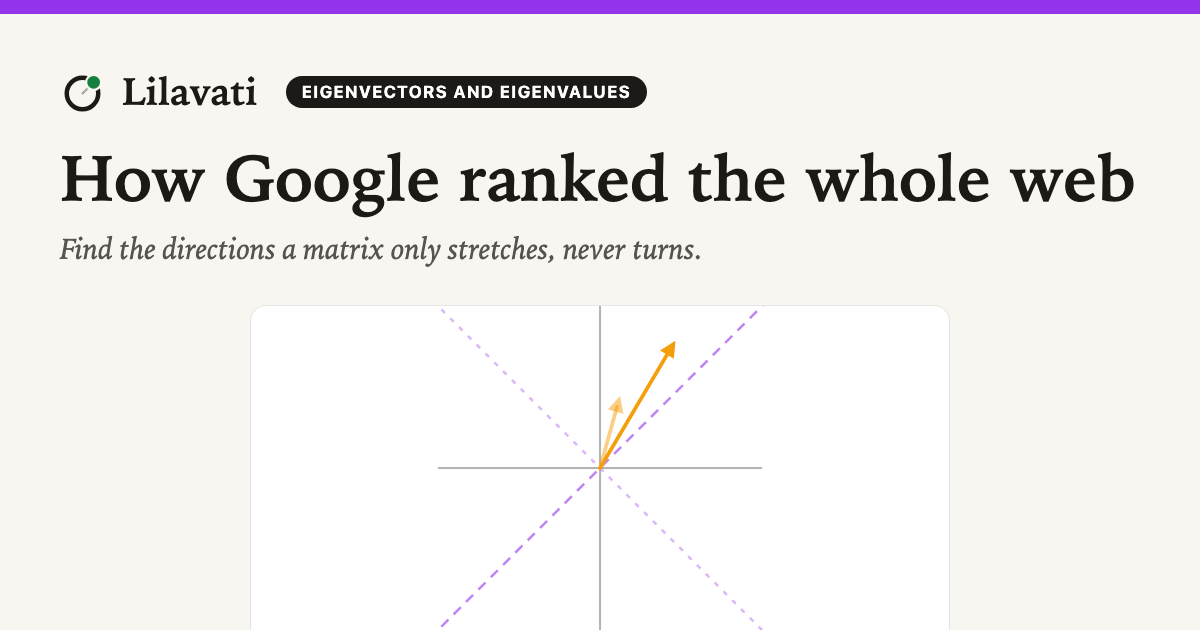 Lilavati
EIGENVECTORS AND EIGENVALUES
How Google ranked the whole web
Find the directions a matrix only stretches, never turns.